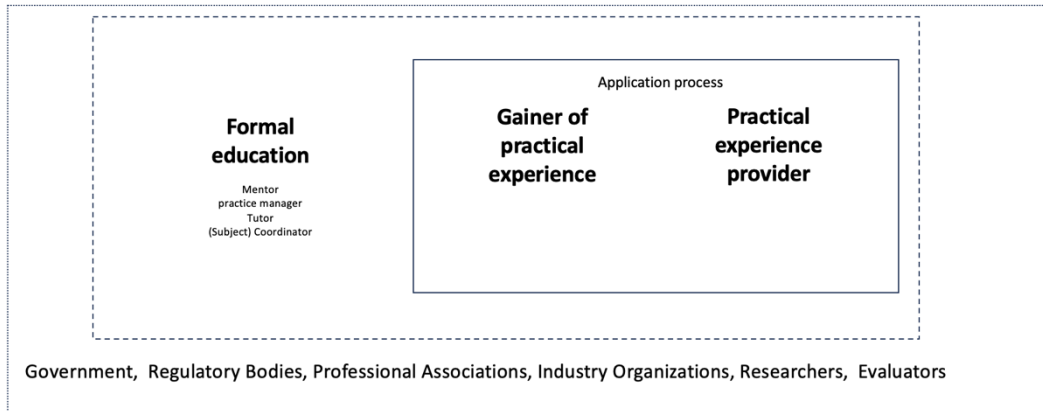 Application process
Formal
education
Mentor
practice manager
Tutor
(Subject) Coordinator
Gainer of
practical
experience
Practical
experience
provider
Government,  Regulatory Bodies, Professional Associations, Industry Organizations, Researchers,  Evaluators